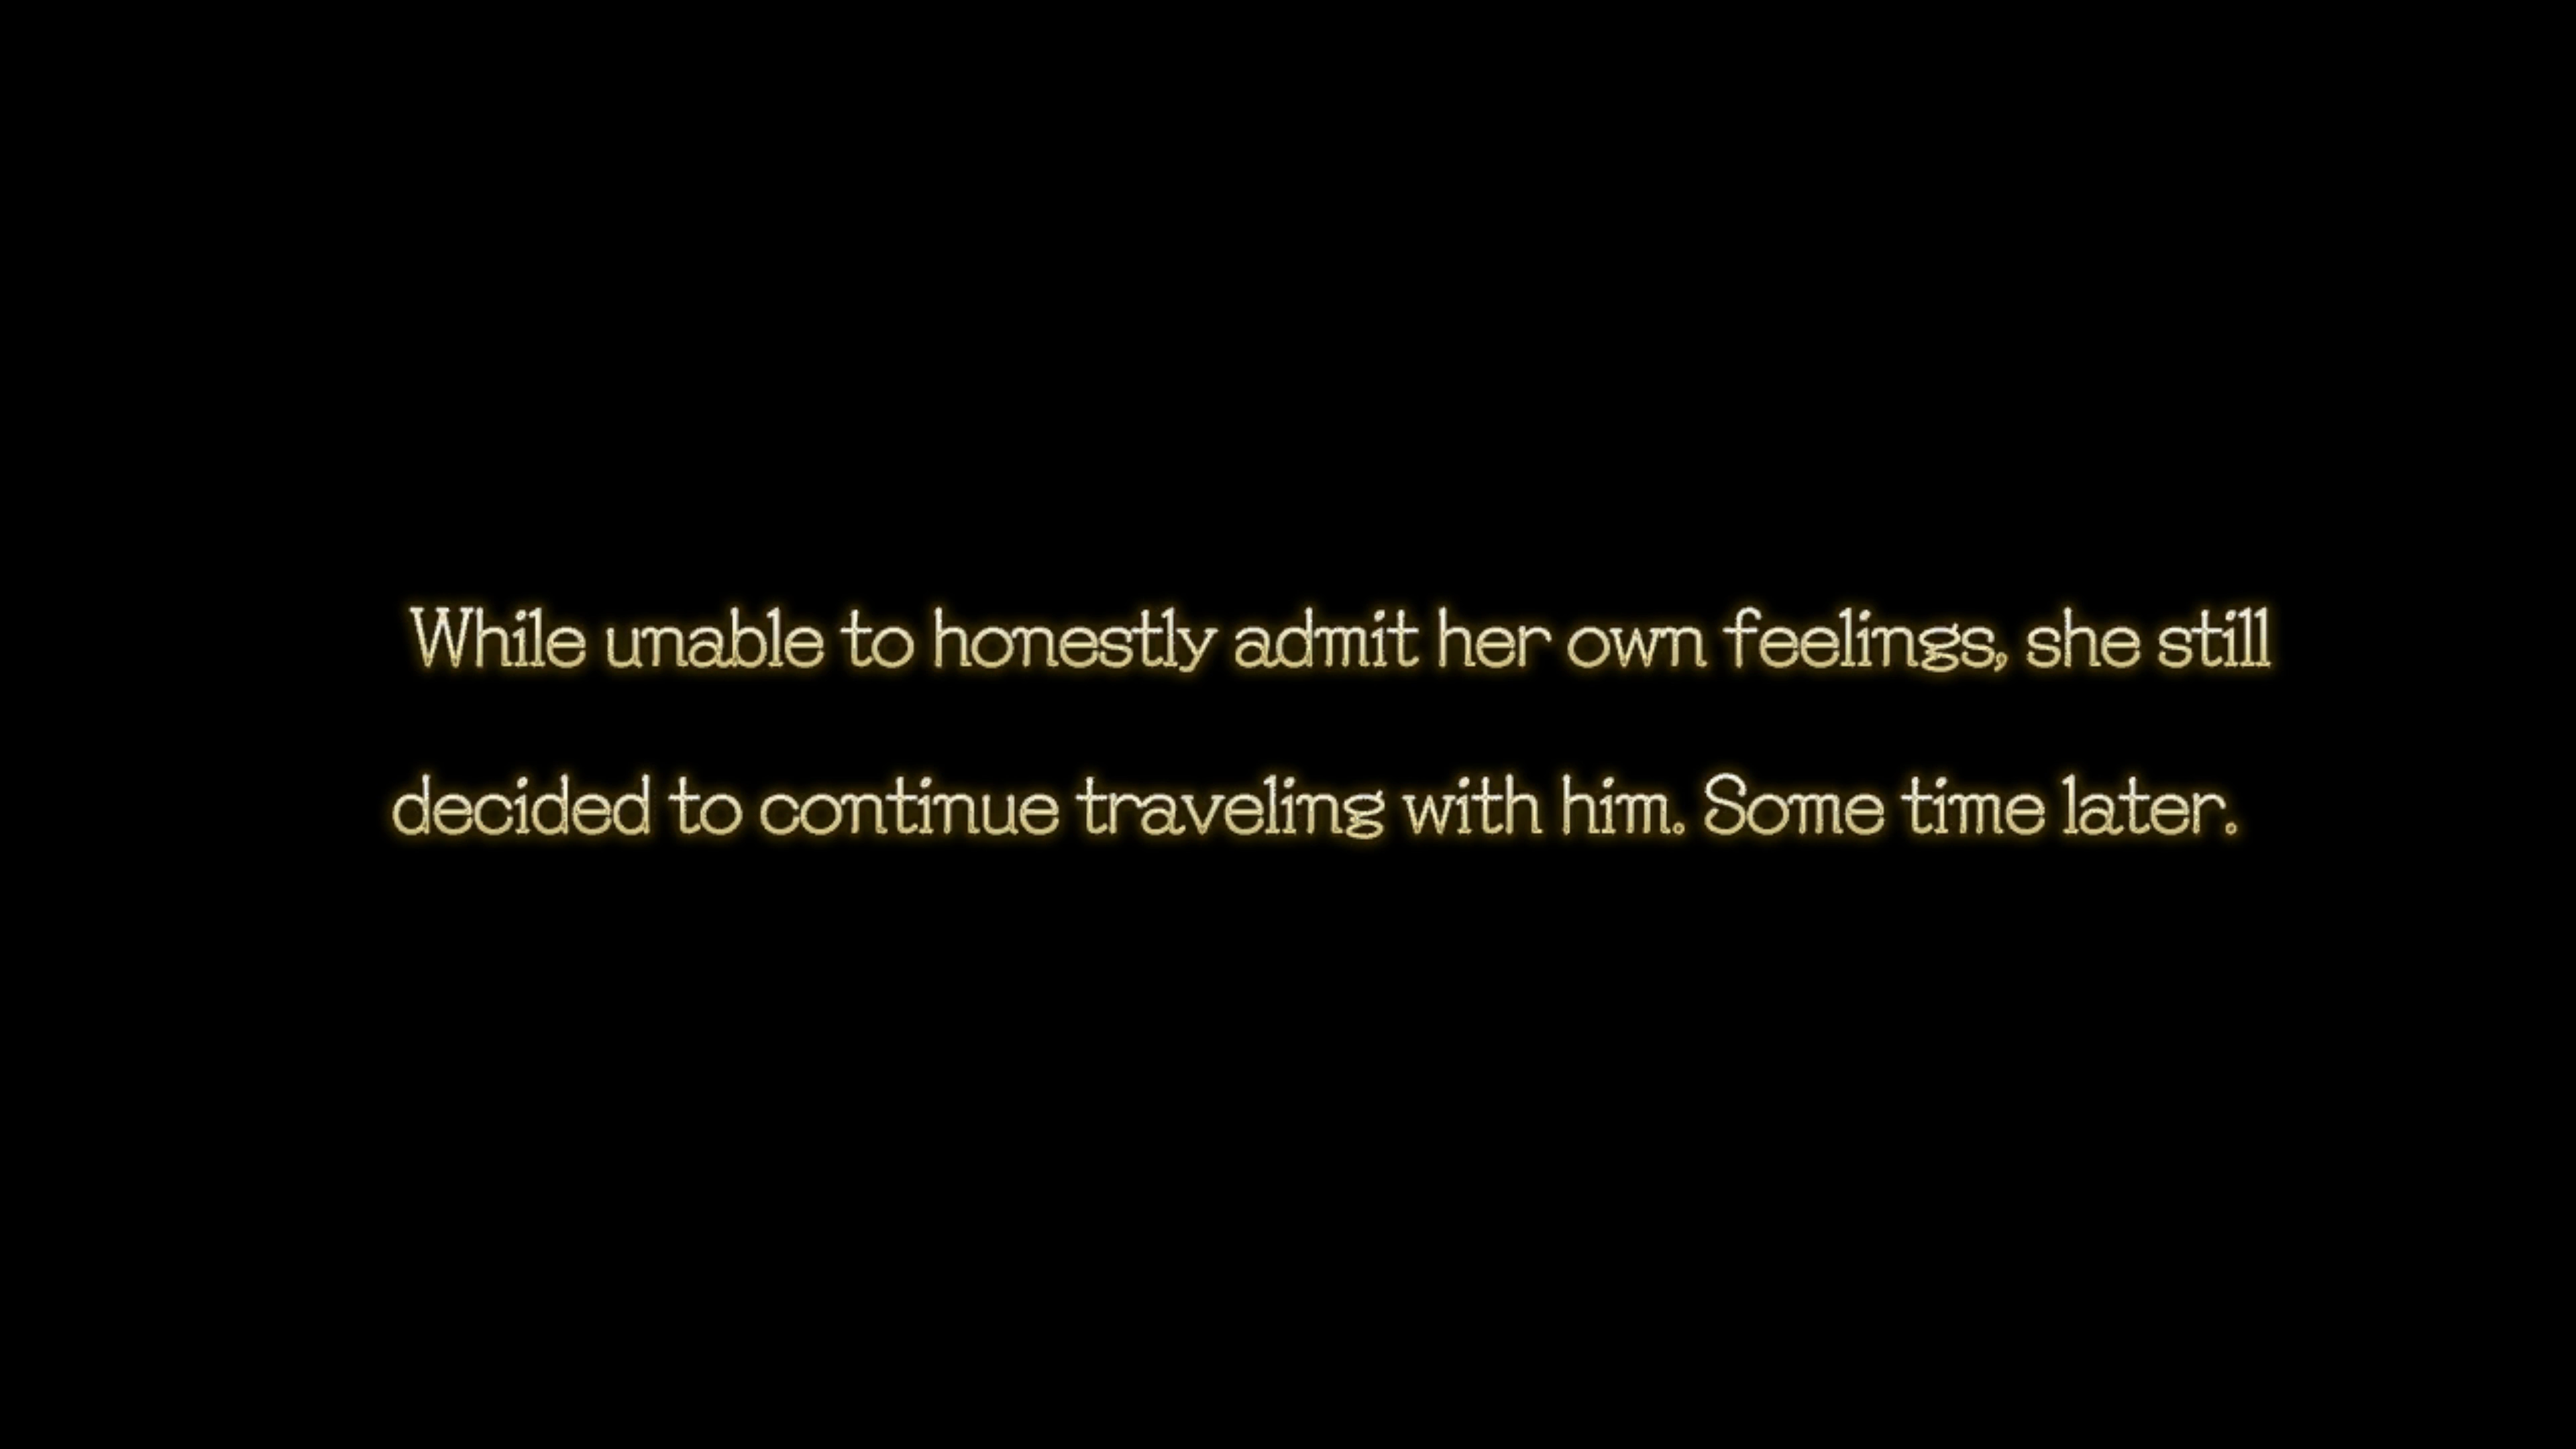 While unable to honestly admit her own feelings, she still
decided to continue traveling with him. Some time later.